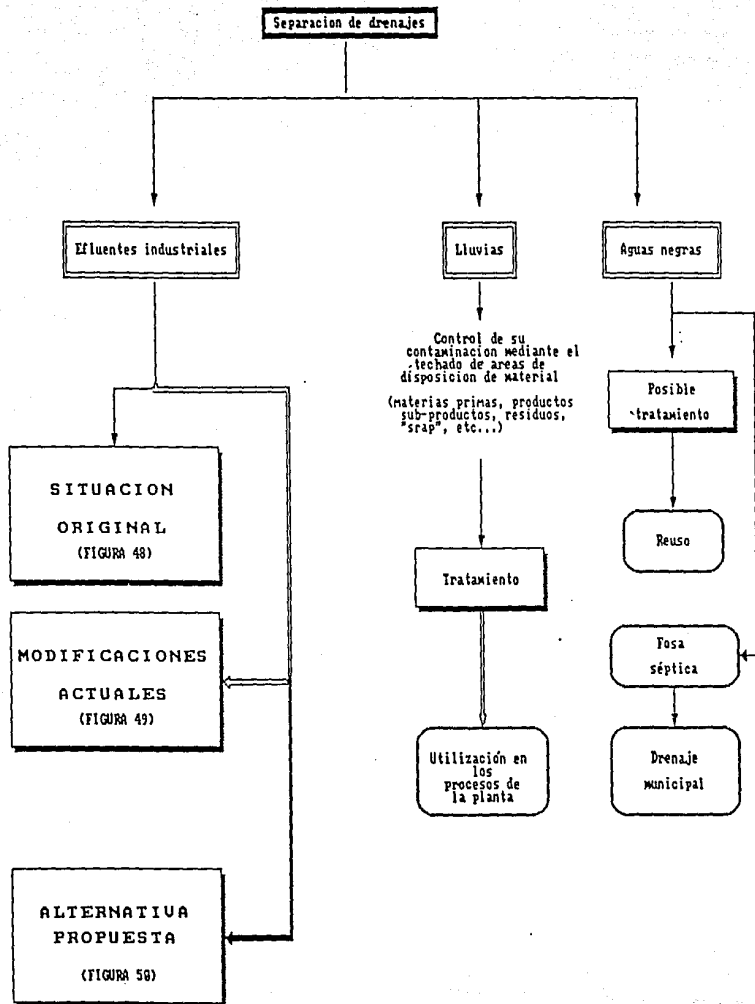 Separacion de drenajes
Efluentes industriales
Lluvias
Aguas negras
Control de su
contaminacion mediante el
techado de areas de
disposicion de material
(materias primas, productos
sub-productos, residuos,
"srap", etc...)
Posible
tratamiento
SITUACION
ORIGINAL
(FIGURA 48)
Reuso
Tratamiento
MODIFICACIONES
ACTUALES
(FIGURA 49)
Fosa
séptica
Utilización en
los
procesos de
la planta
Drenaje
municipal
ALTERNATIVA
PROPUESTA
(FIGURA 50)